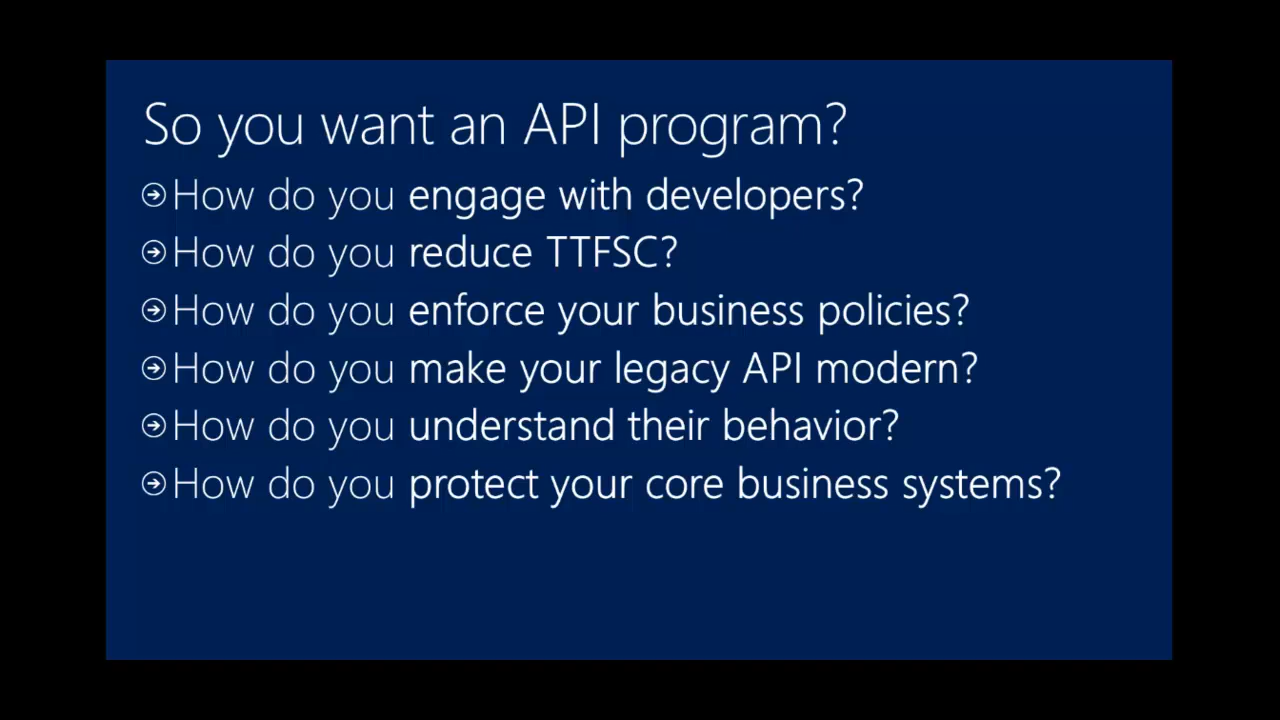 So you want an API program?
How do you engage with developers?
How do you reduce TTFSC?
How do you enforce your business policies?
How do you make your legacy API modern?
How do you understand their behavior?
How do you protect your core business systems?